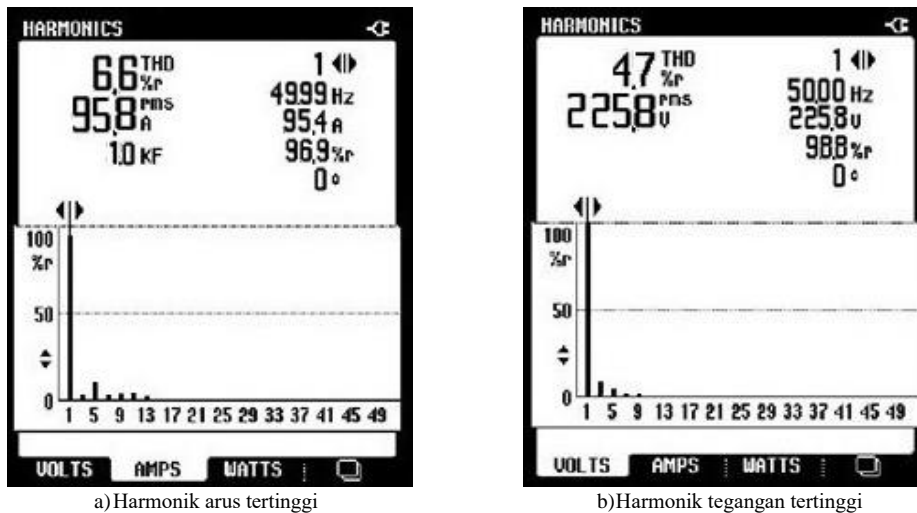 HARMONICS
6,6 THD %r
95,8 rms A
1,0 KF
1
49,99 Hz
95,4 A
96,9 %r
0 °
100
%r
50
0
1 5 9 13 17 21 25 29 33 37 41 45 49
VOLTS AMPS WATTS
a) Harmonik arus tertinggi
HARMONICS
4,7 THD %r
225,8 rms V
1
50,00 Hz
225,8 V
98,8 %r
0 °
100
%r
50
0
1 5 9 13 17 21 25 29 33 37 41 45 49
VOLTS AMPS WATTS
b) Harmonik tegangan tertinggi